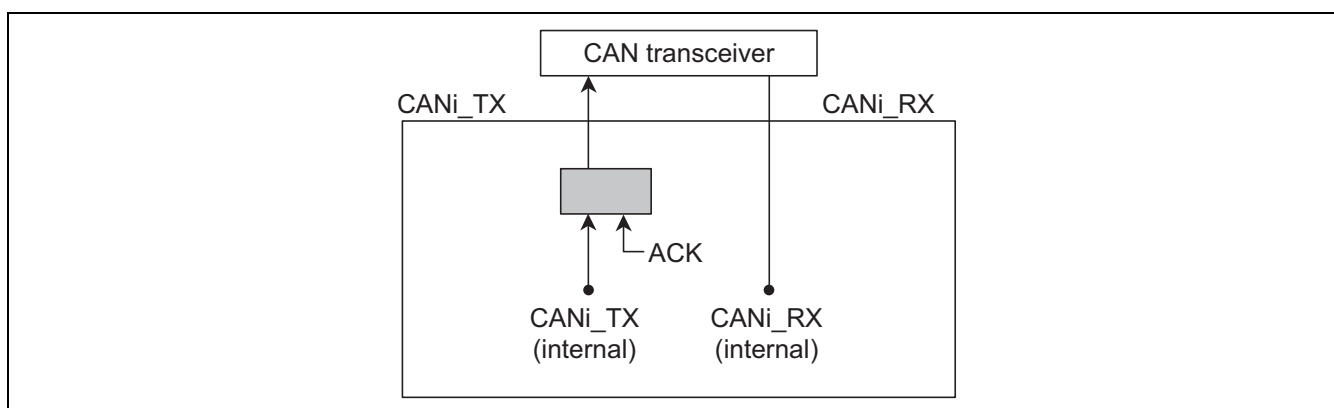 CAN transceiver
CANi_TX
CANi_RX
ACK
CANi_TX
(internal)
CANi_RX
(internal)